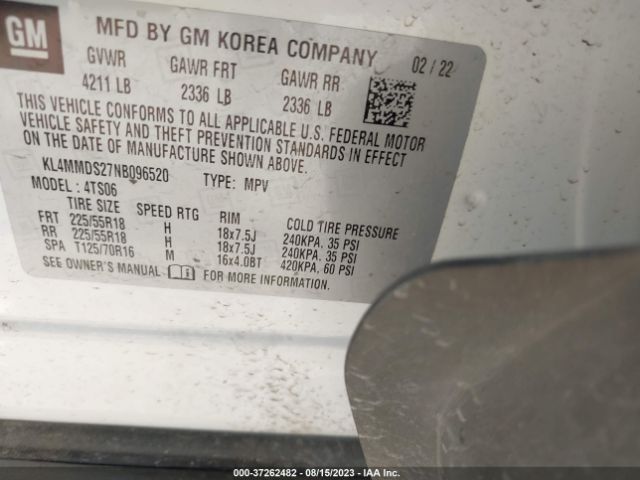 GM MFD BY GM KOREA COMPANY 02 / 22
GVWR GAWR FRT GAWR RR
4211 LB 2336 LB 2336 LB
THIS VEHICLE CONFORMS TO ALL APPLICABLE U.S. FEDERAL MOTOR
VEHICLE SAFETY AND THEFT PREVENTION STANDARDS IN EFFECT
ON THE DATE OF MANUFACTURE SHOWN ABOVE.
KL4MMDS27NB096520 TYPE: MPV
MODEL: 4TS06
TIRE SIZE SPEED RTG RIM COLD TIRE PRESSURE
FRT 225/55R18 H 18x7.5J 240KPA, 35 PSI
RR 225/55R18 H 18x7.5J 240KPA, 35 PSI
SPA T125/70R16 M 16x4.0BT 420KPA, 60 PSI
SEE OWNER'S MANUAL FOR MORE INFORMATION.
000-37262482 - 08/15/2023 - IAA Inc.